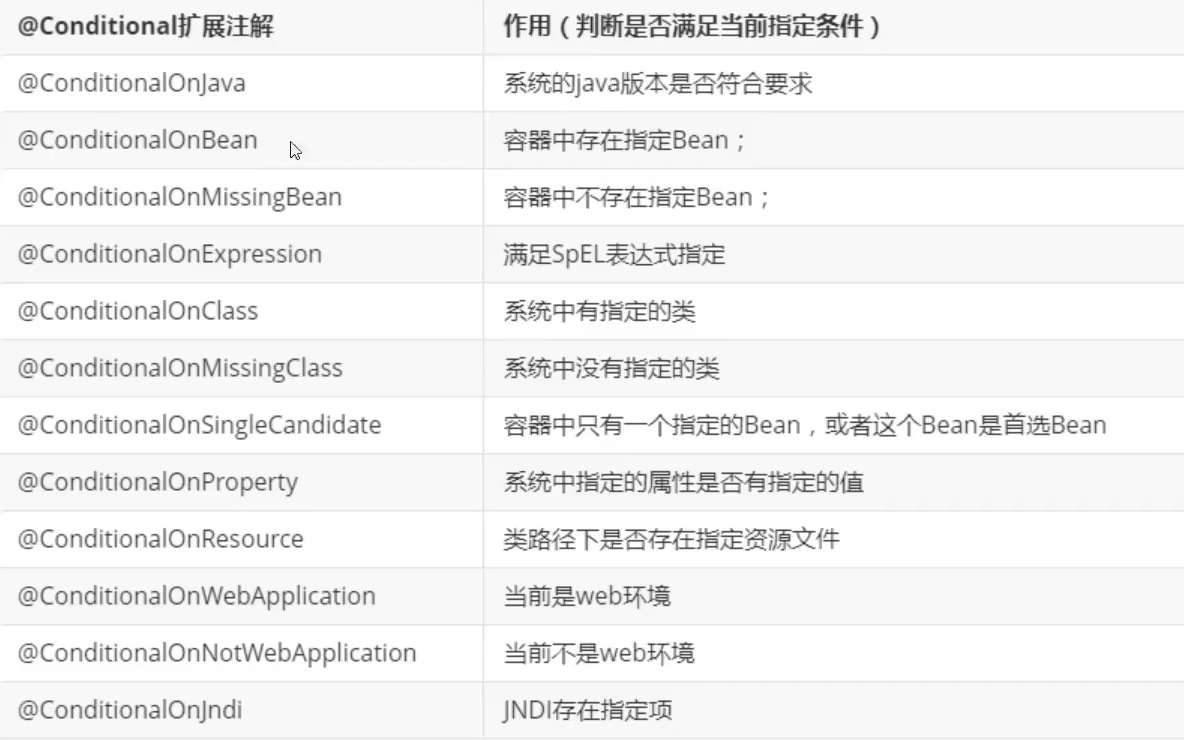 @Conditional扩展注解 作用（判断是否满足当前指定条件）
@ConditionalOnJava 系统的java版本是否符合要求
@ConditionalOnBean 容器中存在指定Bean；
@ConditionalOnMissingBean 容器中不存在指定Bean；
@ConditionalOnExpression 满足SpEL表达式指定
@ConditionalOnClass 系统中有指定的类
@ConditionalOnMissingClass 系统中没有指定的类
@ConditionalOnSingleCandidate 容器中只有一个指定的Bean，或者这个Bean是首选Bean
@ConditionalOnProperty 系统中指定的属性是否有指定的值
@ConditionalOnResource 类路径下是否存在指定资源文件
@ConditionalOnWebApplication 当前是web环境
@ConditionalOnNotWebApplication 当前不是web环境
@ConditionalOnJndi JNDI存在指定项